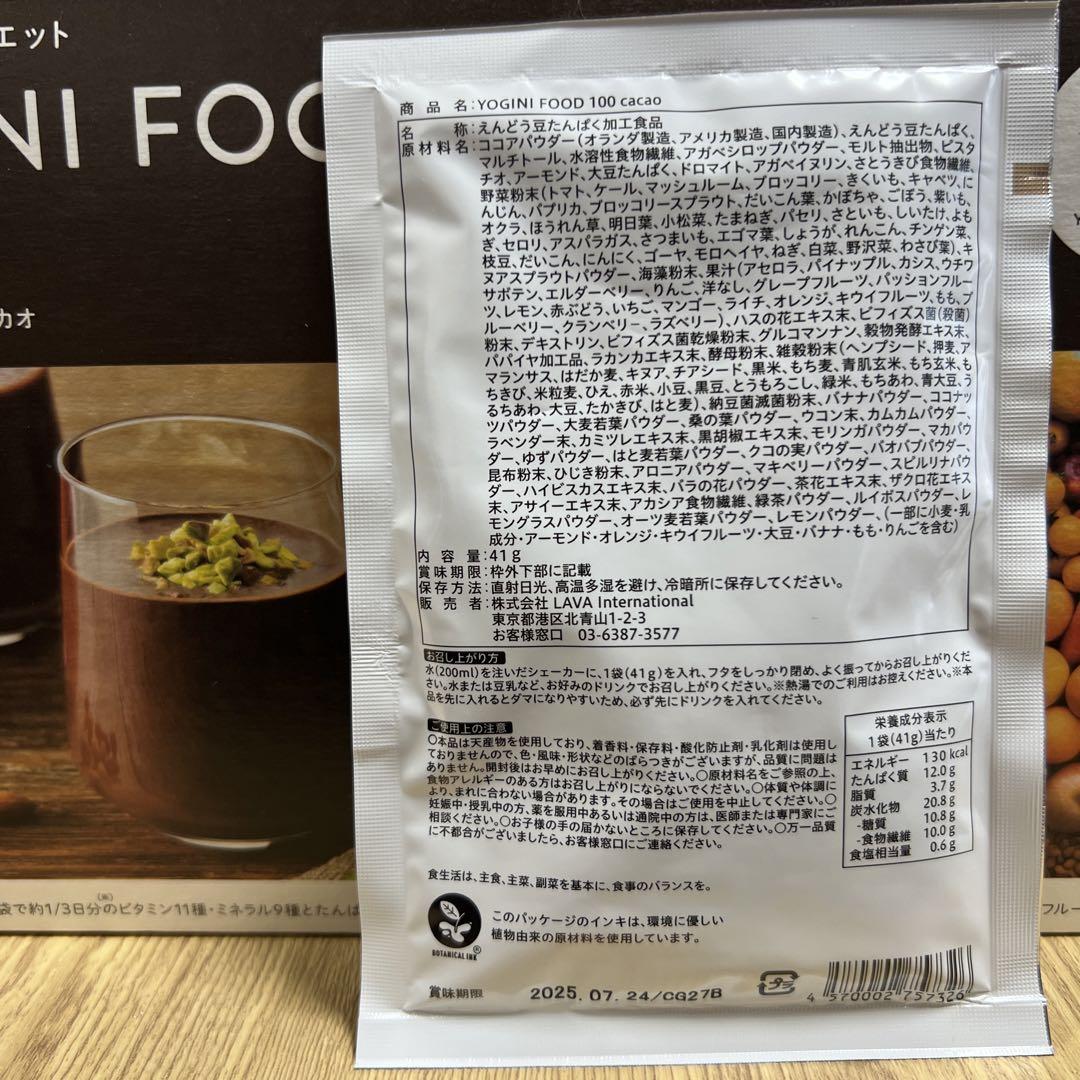 エット
NI FOO
カオ
商品名:YOGINI FOOD 100 cacao
名称:えんどう豆たんぱく加工食品
原材料名:ココアパウダー(オランダ製造、アメリカ製造、国内製造)、えんどう豆たんぱく、
マルチトール、水溶性食物繊維、アガベシロップパウダー、モルト抽出物、ピスタ
チオ、アーモンド、大豆たんぱく、ドロマイト、アガベイヌリン、さとうきび食物繊維、
野菜粉末(トマト、ケール、マッシュルーム、ブロッコリー、きくいも、キャベツ、に
んじん、パプリカ、ブロッコリースプラウト、だいこん葉、かぼちゃ、ごぼう、紫いも、
オクラ、ほうれん草、明日葉、小松菜、たまねぎ、パセリ、さといも、しいたけ、よも
ぎ、セロリ、アスパラガス、さつまいも、エゴマ葉、しょうが、れんこん、チンゲン菜、
枝豆、だいこん、にんにく、ゴーヤ、モロヘイヤ、ねぎ、白菜、野沢菜、わさび葉)、キ
ヌアスプラウトパウダー、海藻粉末、果汁(アセロラ、パイナップル、カシス、ウチワ
サボテン、エルダーベリー、りんご、洋なし、グレープフルーツ、パッションフルー
ツ、レモン、赤ぶどう、いちご、マンゴー、ライチ、オレンジ、キウイフルーツ、もも、ブ
ルーベリー、クランベリー、ラズベリー)、ハスの花エキス末、ビフィズス菌(殺菌)
粉末、デキストリン、ビフィズス菌乾燥粉末、グルコマンナン、穀物発酵エキス末、
パパイヤ加工品、ラカンカエキス末、酵母粉末、雑穀粉末(ヘンプシード、押麦、ア
マランサス、はだか麦、キヌア、チアシード、黒米、もち麦、青肌玄米、もち玄米、も
ちきび、米粒麦、ひえ、赤米、小豆、黒豆、とうもろこし、緑米、もちあわ、青大豆、う
るちあわ、大豆、たかきび、はと麦)、納豆菌滅菌粉末、バナナパウダー、ココナッ
ツパウダー、大麦若葉パウダー、桑の葉パウダー、ウコン末、カムカムパウダー、
ラベンダー末、カミツレエキス末、黒胡椒エキス末、モリンガパウダー、マカパウ
ダー、ゆずパウダー、はと麦若葉パウダー、クコの実パウダー、バオバブパウダー、
昆布粉末、ひじき粉末、アロニアパウダー、マキベリーパウダー、スピルリナパウ
ダー、ハイビスカスエキス末、バラの花パウダー、茶花エキス末、ザクロ花エキス
末、アサイーエキス末、アカシア食物繊維、緑茶パウダー、ルイボスパウダー、レ
モングラスパウダー、オーツ麦若葉パウダー、レモンパウダー、(一部に小麦・乳
成分・アーモンド・オレンジ・キウイフルーツ・大豆・バナナ・もも・りんごを含む)
内容量:41g
賞味期限:枠外下部に記載
保存方法:直射日光、高温多湿を避け、冷暗所に保存してください。
販売者:株式会社 LAVA International
東京都港区北青山1-2-3
お客様窓口 03-6387-3577
お召し上がり方
水(200ml)を注いだシェーカーに、1袋(41g)を入れ、フタをしっかり閉め、よく振ってからお召し上がりくだ
さい。水または豆乳など、お好みのドリンクでお召し上がりください。※熱湯でのご利用はお控えください。※本
品を先に入れるとダマになりやすいため、必ず先にドリンクを入れてください。
ご使用上の注意
○本品は天産物を使用しており、着香料・保存料・酸化防止剤・乳化剤は使用し
ておりませんので、色・風味・形状などのばらつきがございますが、品質に問題は
ありません。開封後はお早めにお召し上がりください。○原材料名をご参照の上、
食物アレルギーのある方はお召し上がりにならないでください。○体質や体調に
より、まれに合わない場合があります。その場合はご使用を中止してください。○
妊娠中・授乳中の方、薬を服用中あるいは通院中の方は、医師または専門家にご
相談ください。○お子様の手の届かないところに保存してください。○万一品質
に不都合がございましたら、お客様窓口にご連絡ください。
栄養成分表示
1袋(41g)当たり
エネルギー 130 kcal
たんぱく質 12.0 g
脂質 3.7 g
炭水化物 20.8 g
-糖質 10.8 g
-食物繊維 10.0 g
食塩相当量 0.6 g
食生活は、主食、主菜、副菜を基本に、食事のバランスを。
BOTANICAL INK®
このパッケージのインキは、環境に優しい
植物由来の原材料を使用しています。
賞味期限 2025.07.24/CG27B
プラ
4 570002 757326
袋で約1/3日分のビタミン11種・ミネラル9種とたんぱ
フルー